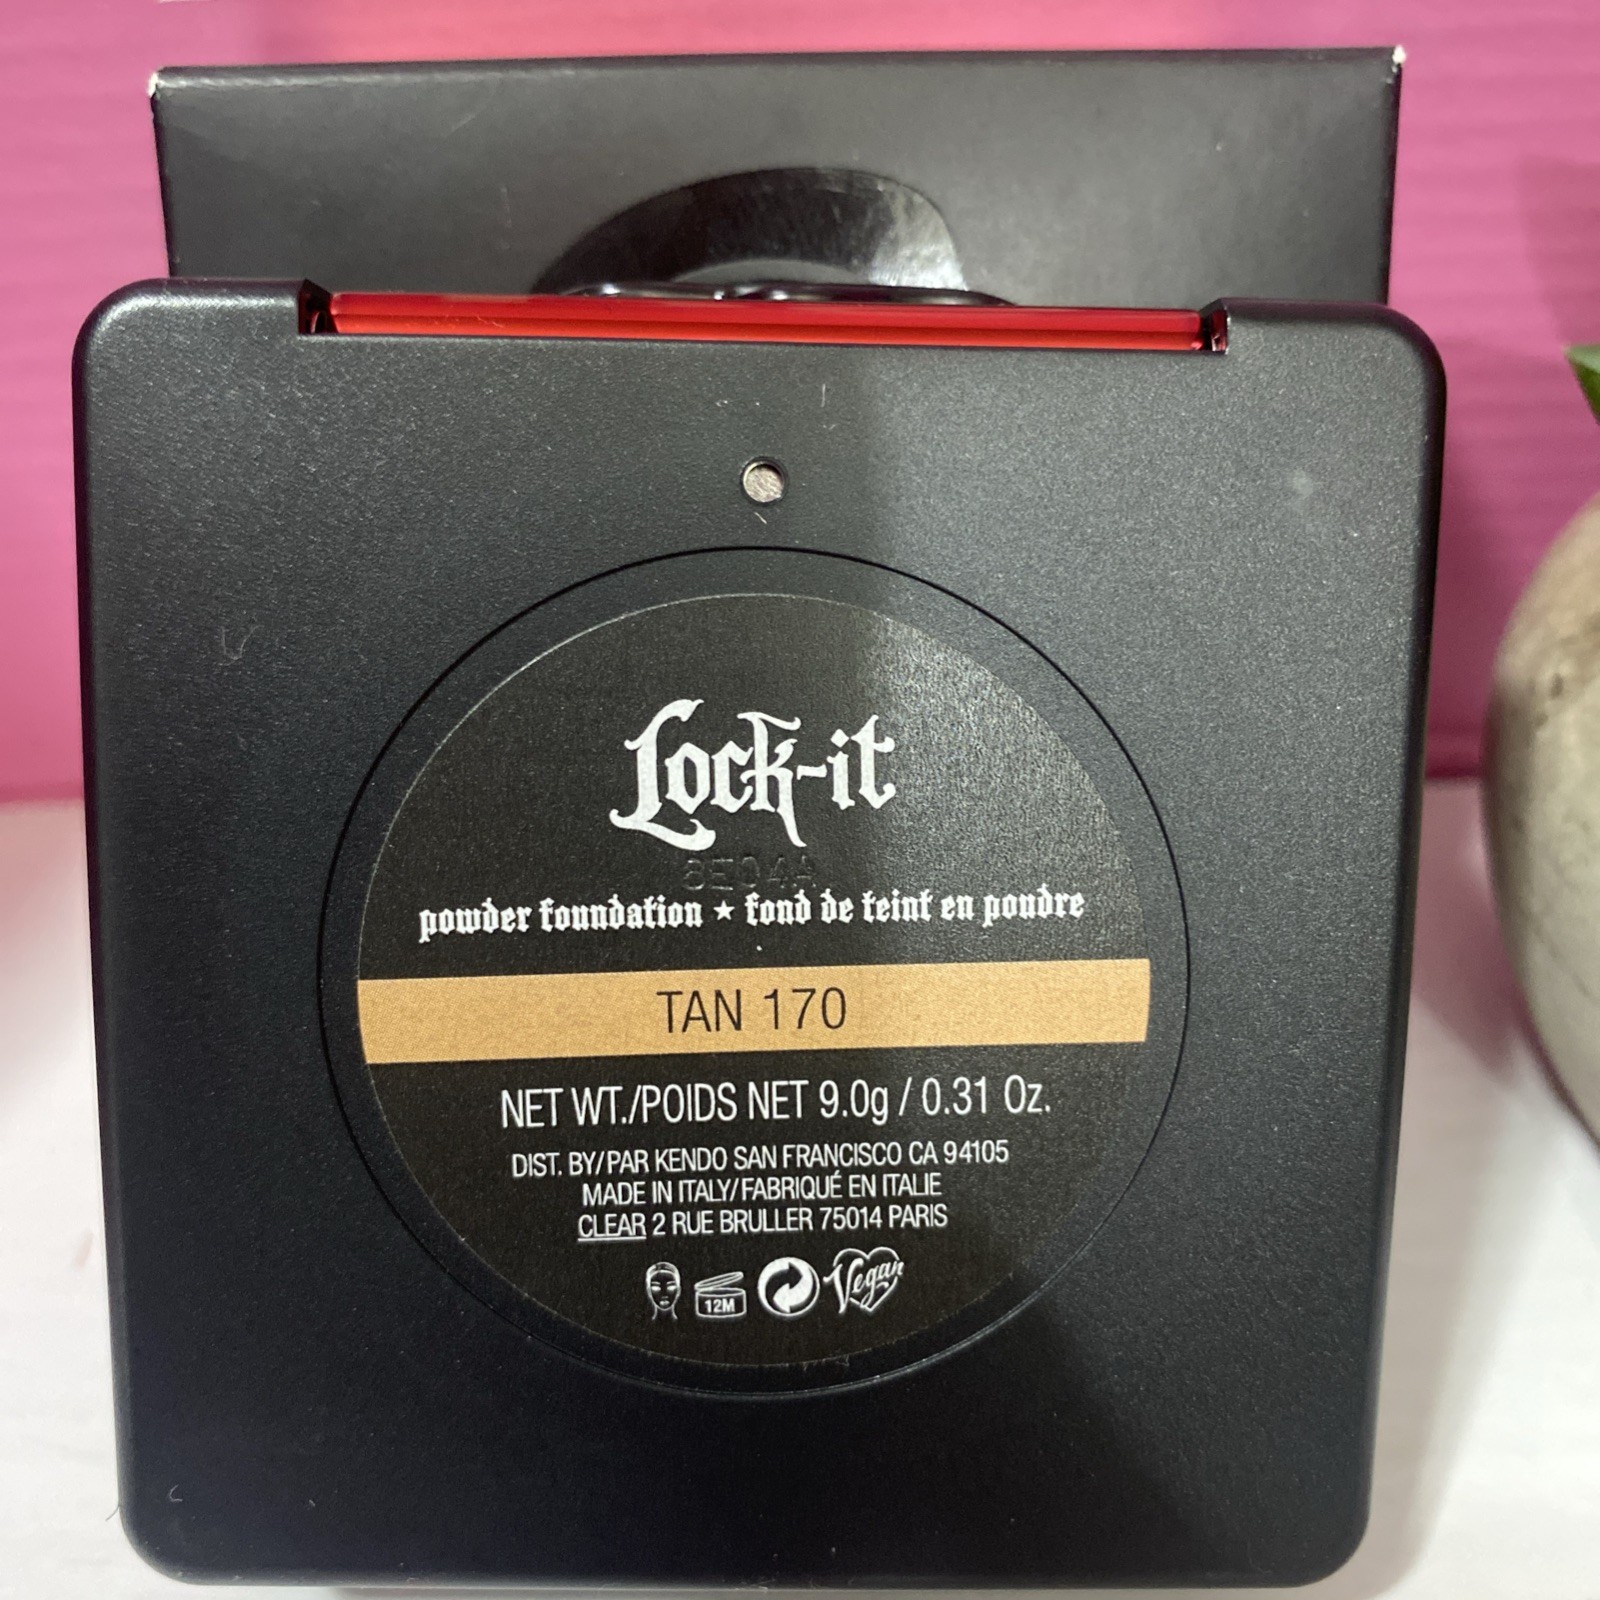 Lock-it
powder foundation ★ fond de teint en poudre
TAN 170
NET WT./POIDS NET 9.0g / 0.31 Oz.
DIST. BY/PAR KENDO SAN FRANCISCO CA 94105
MADE IN ITALY/FABRIQUÉ EN ITALIE
CLEAR 2 RUE BRULLER 75014 PARIS
12M Vegan